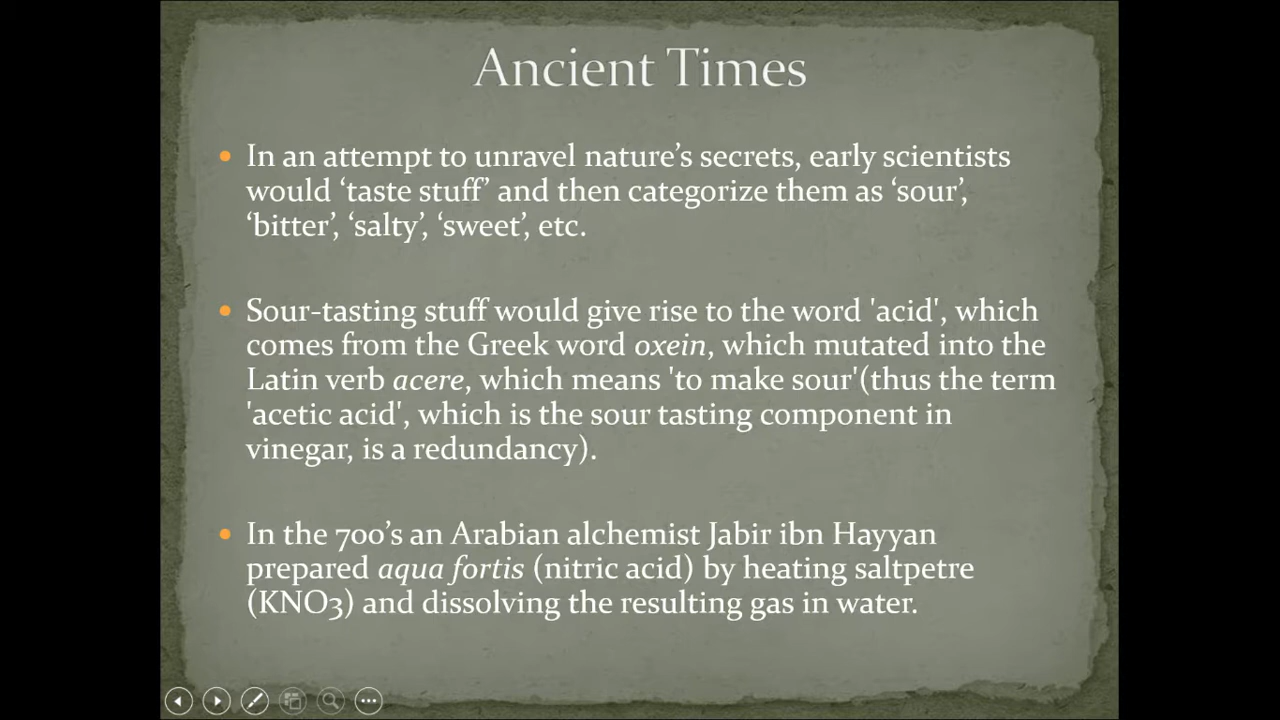 Ancient Times
• In an attempt to unravel nature’s secrets, early scientists
would ‘taste stuff’ and then categorize them as ‘sour’,
‘bitter’, ‘salty’, ‘sweet’, etc.
• Sour-tasting stuff would give rise to the word 'acid', which
comes from the Greek word oxein, which mutated into the
Latin verb acere, which means 'to make sour'(thus the term
'acetic acid', which is the sour tasting component in
vinegar, is a redundancy).
• In the 700’s an Arabian alchemist Jabir ibn Hayyan
prepared aqua fortis (nitric acid) by heating saltpetre
(KNO3) and dissolving the resulting gas in water.